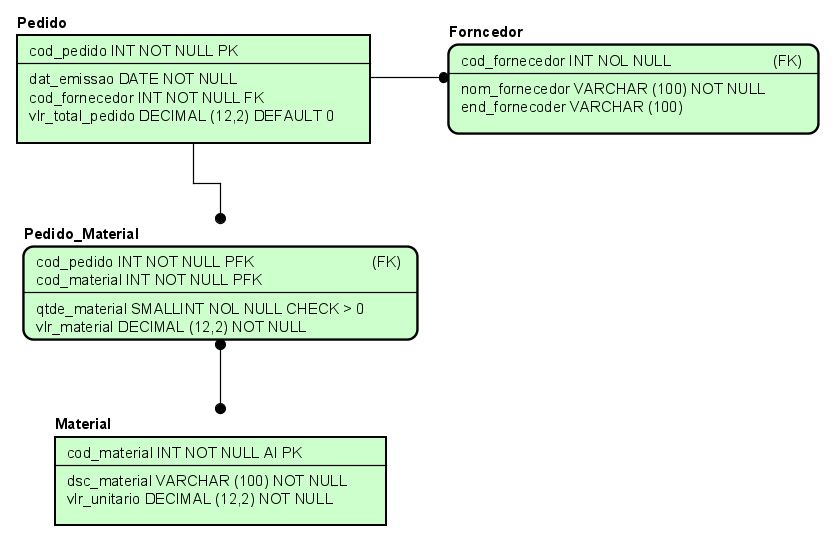 Pedido
cod_pedido INT NOT NULL PK
dat_emissao DATE NOT NULL
cod_fornecedor INT NOT NULL FK
vlr_total_pedido DECIMAL (12,2) DEFAULT 0
Forncedor
cod_fornecedor INT NOL NULL (FK)
nom_fornecedor VARCHAR (100) NOT NULL
end_fornecoder VARCHAR (100)
Pedido_Material
cod_pedido INT NOT NULL PFK (FK)
cod_material INT NOT NULL PFK
qtde_material SMALLINT NOL NULL CHECK > 0
vlr_material DECIMAL (12,2) NOT NULL
Material
cod_material INT NOT NULL AI PK
dsc_material VARCHAR (100) NOT NULL
vlr_unitario DECIMAL (12,2) NOT NULL